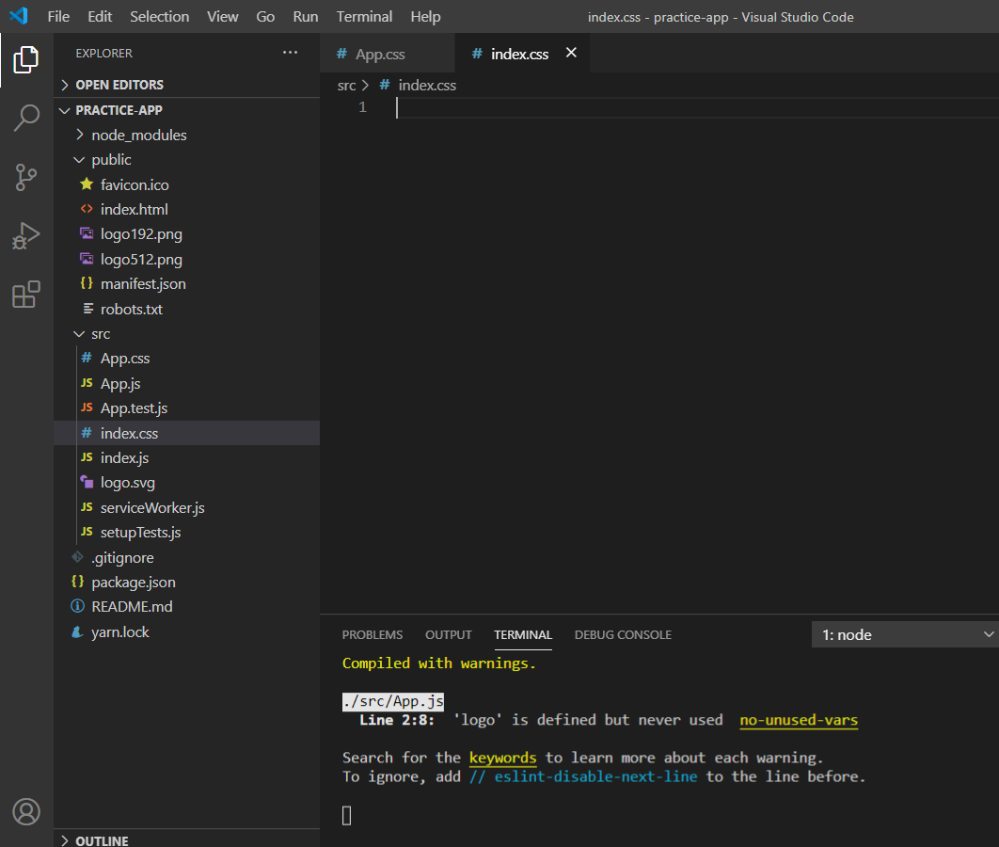 File Edit Selection View Go Run Terminal Help index.css - practice-app - Visual Studio Code
EXPLORER
OPEN EDITORS
PRACTICE-APP
node_modules
public
favicon.ico
index.html
logo192.png
logo512.png
manifest.json
robots.txt
src
App.css
App.js
App.test.js
index.css
index.js
logo.svg
serviceWorker.js
setupTests.js
.gitignore
package.json
README.md
yarn.lock
OUTLINE
App.css index.css
src > # index.css
1
PROBLEMS OUTPUT TERMINAL DEBUG CONSOLE 1: node
Compiled with warnings.
./src/App.js
Line 2:8: 'logo' is defined but never used no-unused-vars
Search for the keywords to learn more about each warning.
To ignore, add // eslint-disable-next-line to the line before.